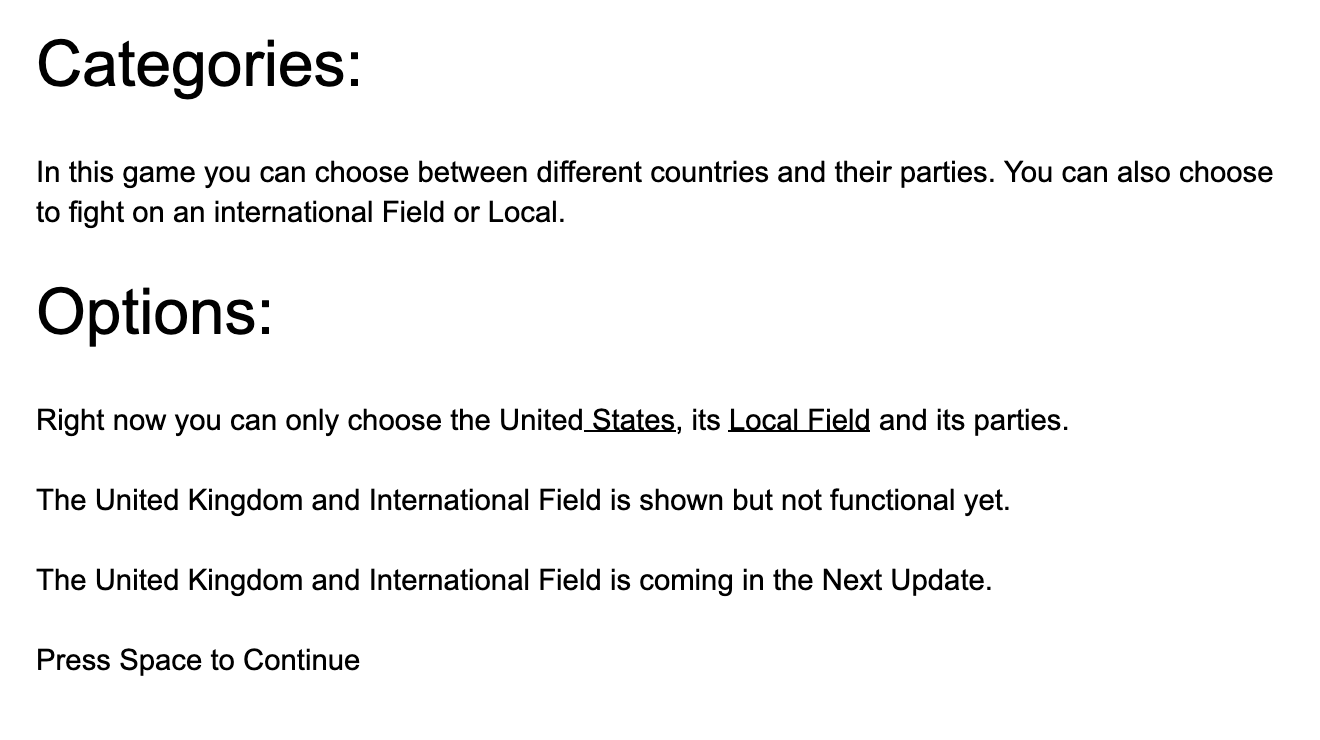 Categories:
In this game you can choose between different countries and their parties. You can also choose
to fight on an international Field or Local.
Options:
Right now you can only choose the United States, its Local Field and its parties.
The United Kingdom and International Field is shown but not functional yet.
The United Kingdom and International Field is coming in the Next Update.
Press Space to Continue